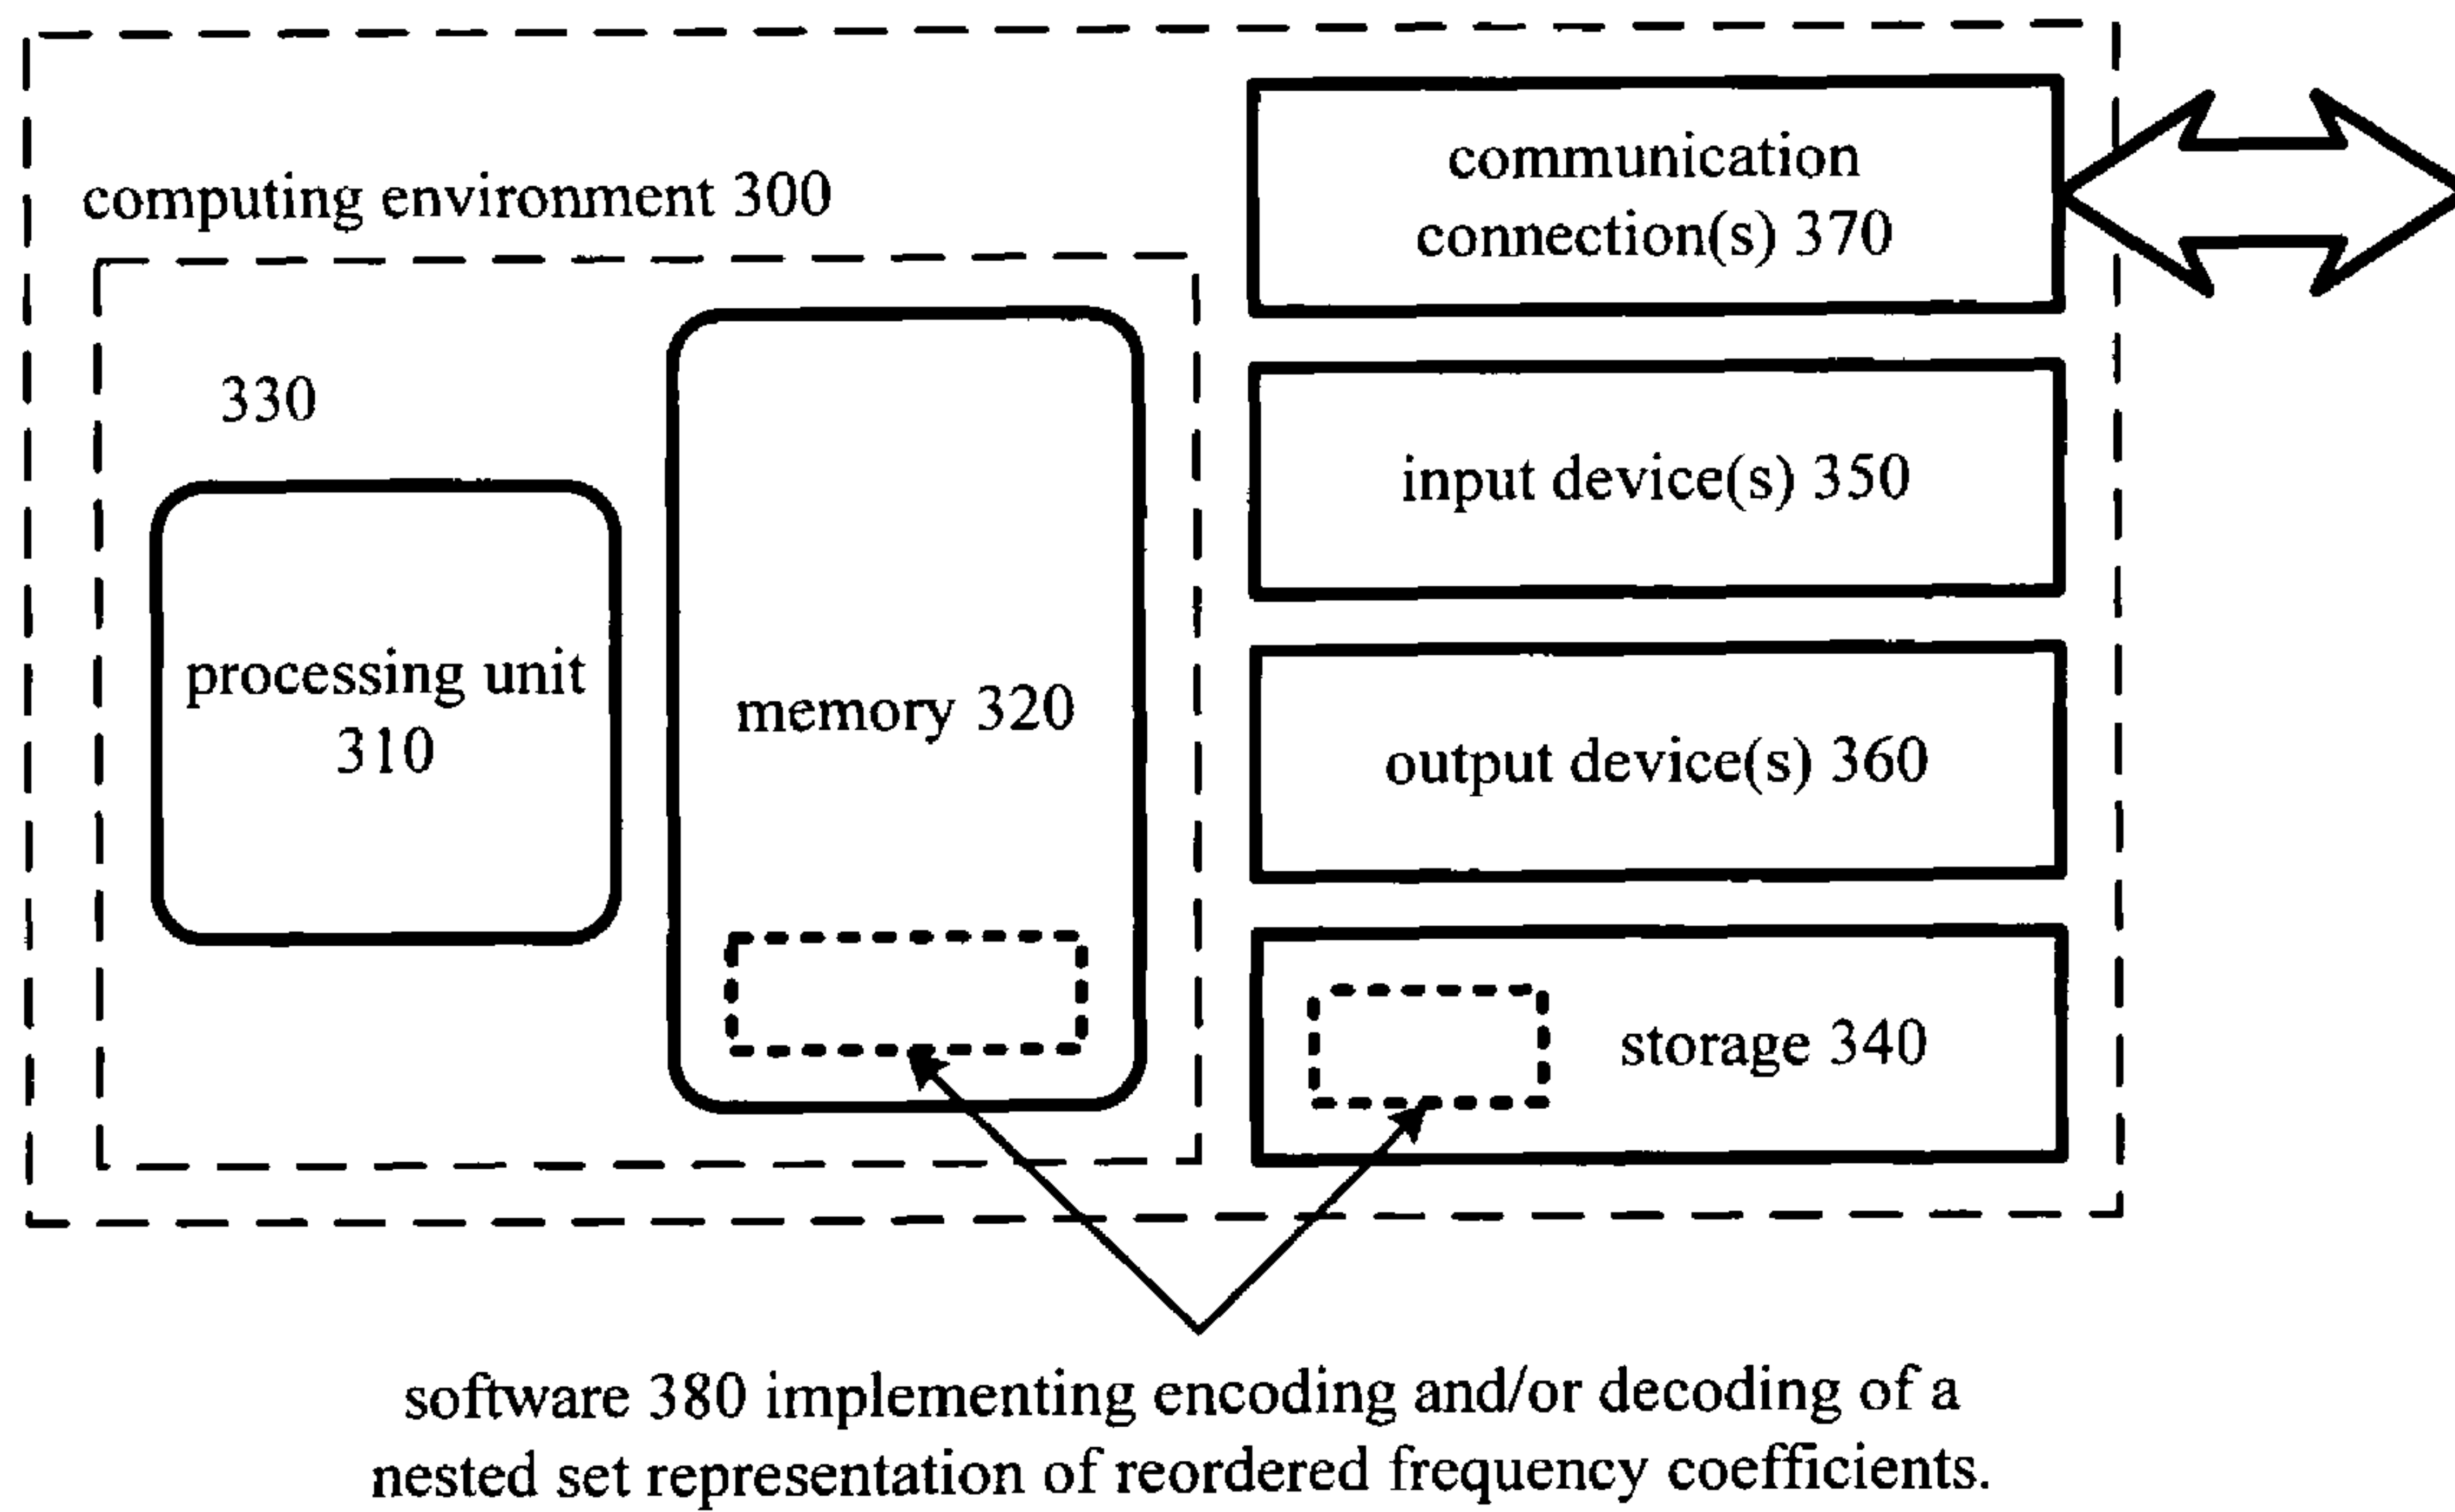 computing environment 300
330
processing unit
310
memory 320
communication
connection(s) 370
input device(s) 350
output device(s) 360
storage 340
software 380 implementing encoding and/or decoding of a
nested set representation of reordered frequency coefficients.